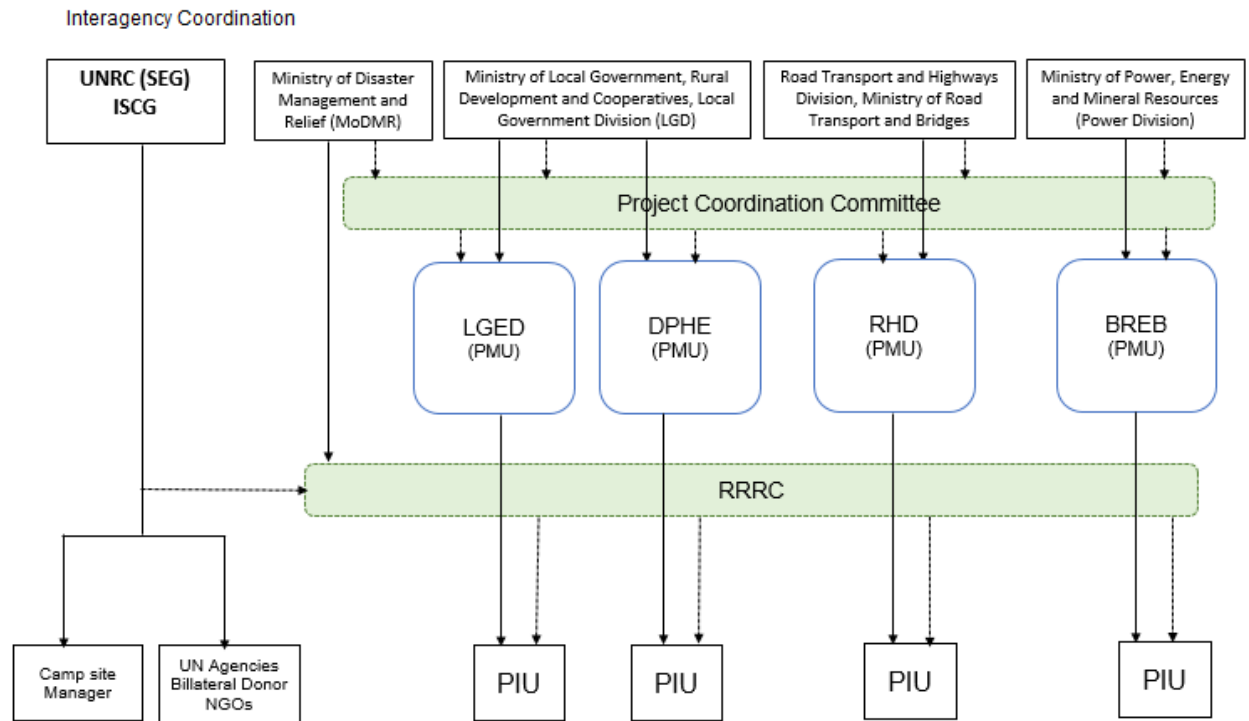 Interagency Coordination
UNRC (SEG)
ISCG
Ministry of Disaster
Management and
Relief (MoDMR)
Ministry of Local Government, Rural
Development and Cooperatives, Local
Government Division (LGD)
Road Transport and Highways
Division, Ministry of Road
Transport and Bridges
Ministry of Power, Energy
and Mineral Resources
(Power Division)
Project Coordination Committee
LGED
(PMU)
DPHE
(PMU)
RHD
(PMU)
BREB
(PMU)
RRRC
Camp site
Manager
UN Agencies
Billateral Donor
NGOs
PIU
PIU
PIU
PIU